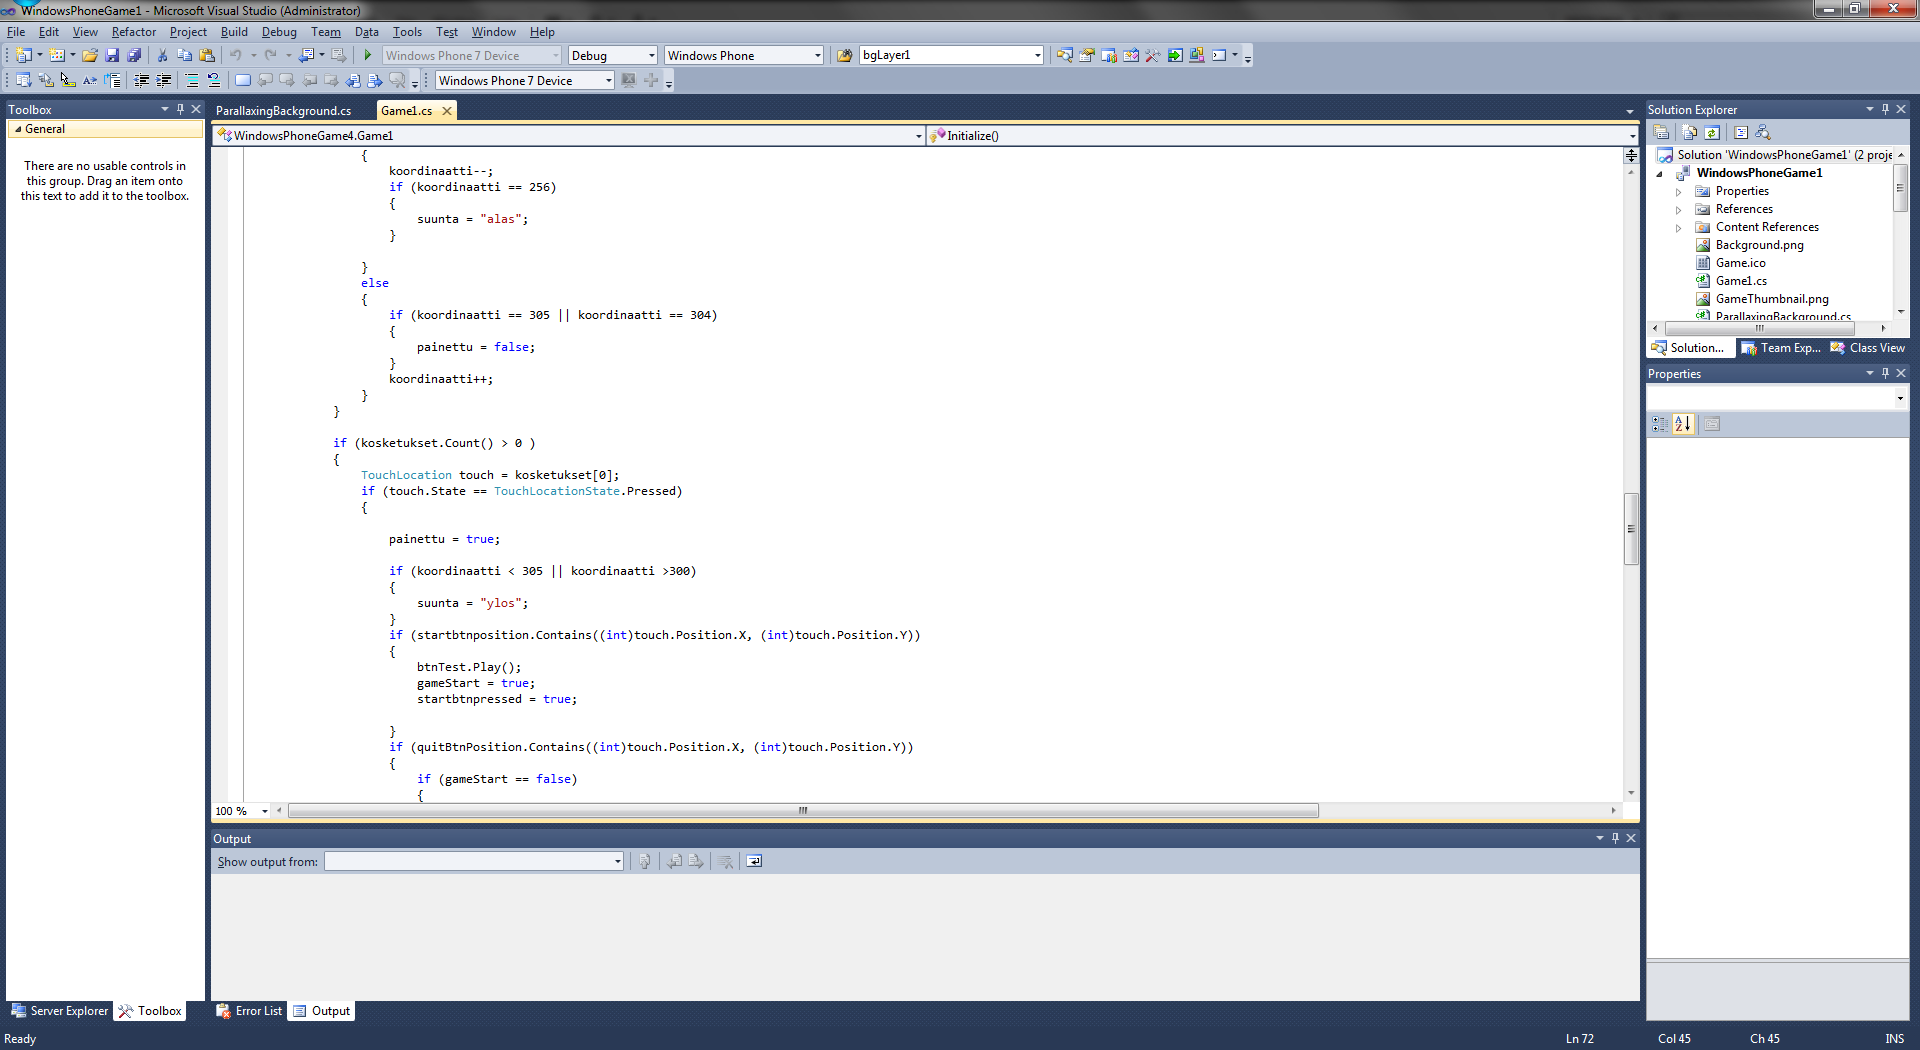 WindowsPhoneGame1 - Microsoft Visual Studio (Administrator)
File Edit View Refactor Project Build Debug Team Data Tools Test Window Help
Windows Phone 7 Device Debug Windows Phone bgLayer1
Windows Phone 7 Device
Toolbox
General
There are no usable controls in
this group. Drag an item onto
this text to add it to the toolbox.
Server Explorer Toolbox
ParallaxingBackground.cs Game1.cs
WindowsPhoneGame4.Game1 Initialize()
{
koordinaatti--;
if (koordinaatti == 256)
{
suunta = "alas";
}
}
else
{
if (koordinaatti == 305 || koordinaatti == 304)
{
painettu = false;
}
koordinaatti++;
}
}
if (kosketukset.Count() > 0 )
{
TouchLocation touch = kosketukset[0];
if (touch.State == TouchLocationState.Pressed)
{
painettu = true;
if (koordinaatti < 305 || koordinaatti >300)
{
suunta = "ylos";
}
if (startbtnposition.Contains((int)touch.Position.X, (int)touch.Position.Y))
{
btnTest.Play();
gameStart = true;
startbtnpressed = true;
}
if (quitBtnPosition.Contains((int)touch.Position.X, (int)touch.Position.Y))
{
if (gameStart == false)
{
100 %
Output
Show output from:
Error List Output
Solution Explorer
Solution 'WindowsPhoneGame1' (2 proje
WindowsPhoneGame1
Properties
References
Content References
Background.png
Game.ico
Game1.cs
GameThumbnail.png
ParallaxingBackground.cs
Solution... Team Exp... Class View
Properties
Ready Ln 72 Col 45 Ch 45 INS